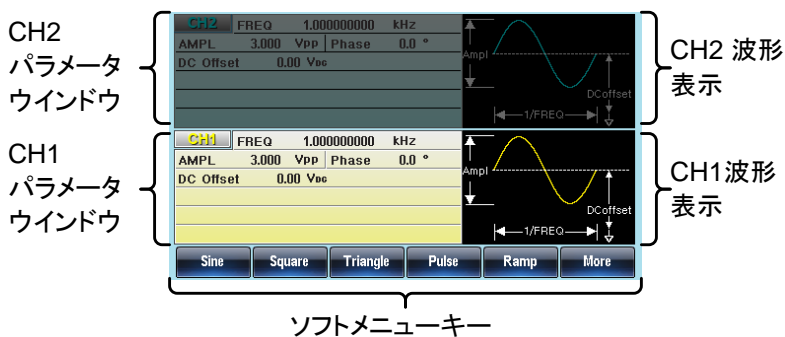 CH2
パラメータ
ウインドウ
CH2 FREQ 1.000000000 kHz
AMPL 3.000 Vpp Phase 0.0 °
DC Offset 0.00 VDC
Ampl
DCoffset
1/FREQ
CH2 波形
表示
CH1
パラメータ
ウインドウ
CH1 FREQ 1.000000000 kHz
AMPL 3.000 Vpp Phase 0.0 °
DC Offset 0.00 VDC
Ampl
DCoffset
1/FREQ
CH1波形
表示
Sine Square Triangle Pulse Ramp More
ソフトメニューキー